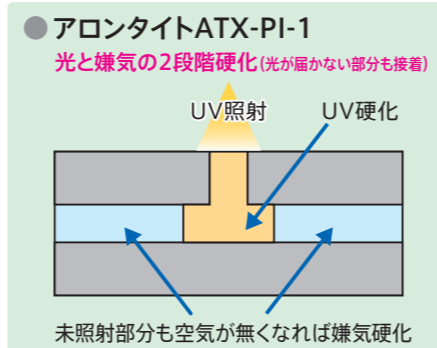 ● アロンタイトATX-PI-1
光と嫌気の2段階硬化(光が届かない部分も接着)
UV照射
UV硬化
未照射部分も空気が無くなれば嫌気硬化